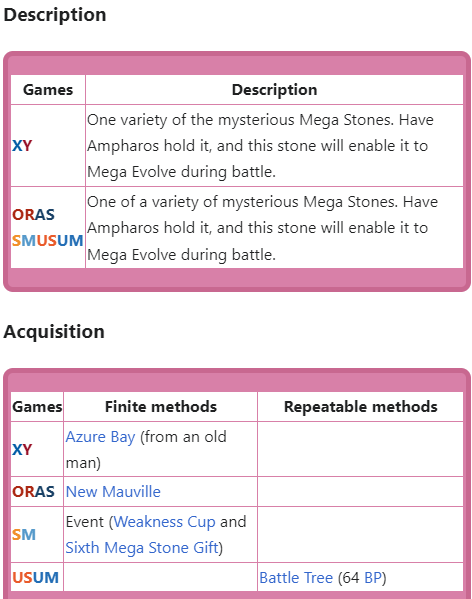 Description
Games Description
XY
One variety of the mysterious Mega Stones. Have
Ampharos hold it, and this stone will enable it to
Mega Evolve during battle.
ORAS
SMUSUM
One of a variety of mysterious Mega Stones. Have
Ampharos hold it, and this stone will enable it to
Mega Evolve during battle.
Acquisition
Games Finite methods Repeatable methods
XY
Azure Bay (from an old
man)
ORAS New Mauville
SM
Event (Weakness Cup and
Sixth Mega Stone Gift)
USUM Battle Tree (64 BP)